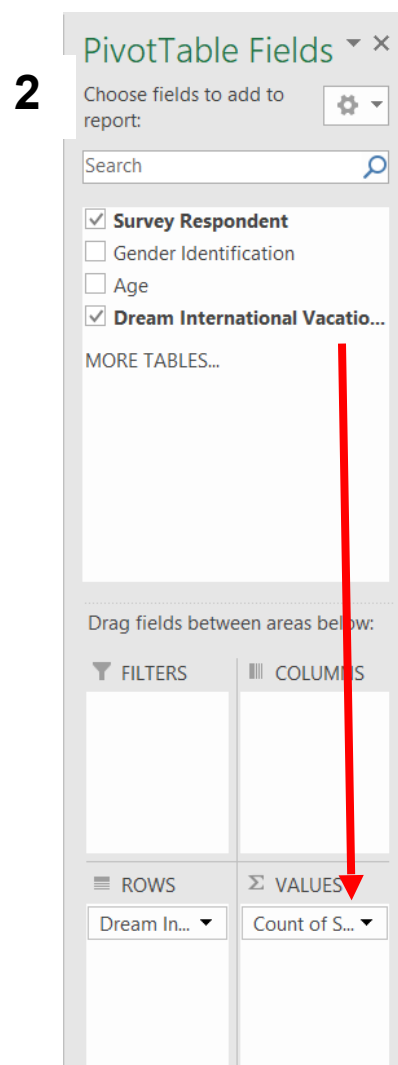 PivotTable Fields
2
Choose fields to add to
report:
Search
Survey Respondent
Gender Identification
Age
Dream International Vacatio...
MORE TABLES...
Drag fields between areas below:
FILTERS
COLUMNS
ROWS
Σ VALUES
Dream In...
Count of S...